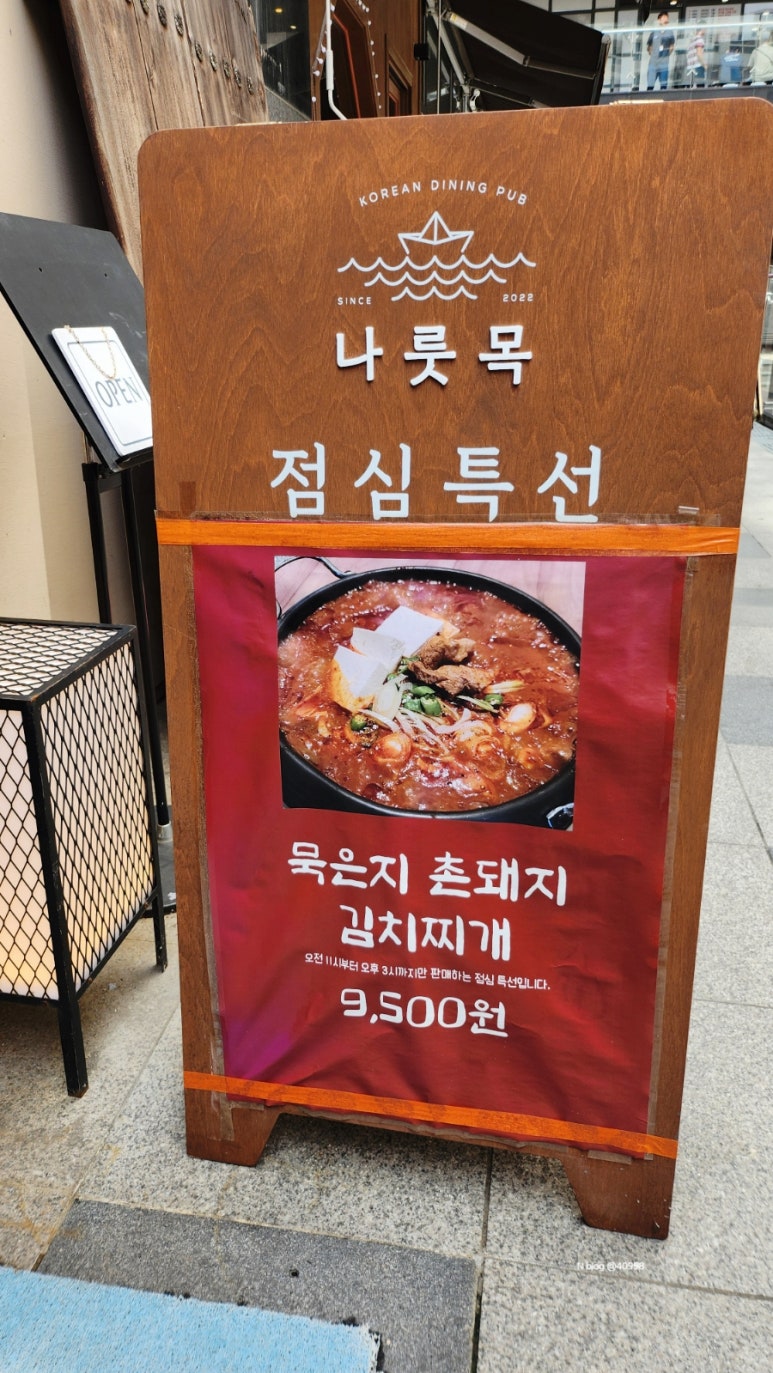 KOREAN DINING PUB
SINCE 2022
나룻목
점심특선
OPEN
묵은지 촌돼지
김치찌개
오전 11시부터 오후 3시까지만 판매하는 점심 특선입니다.
9,500원
N blog @40998